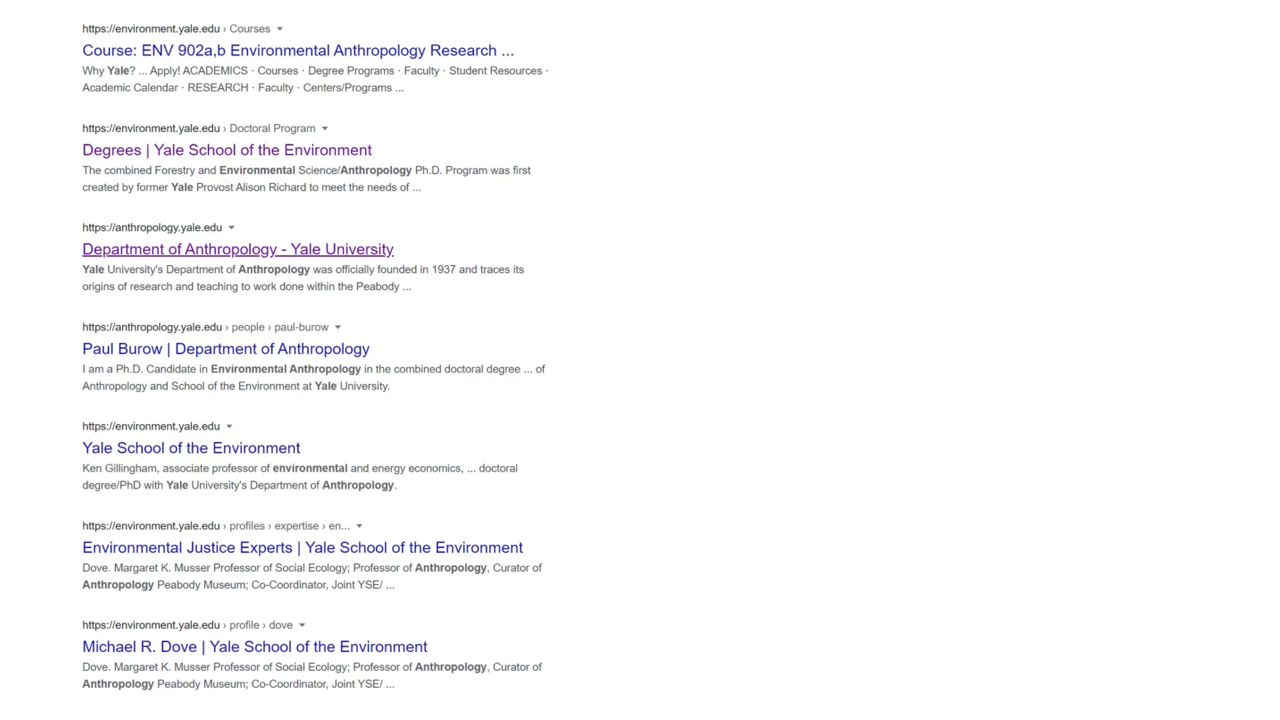 https://environment.yale.edu › Courses
Course: ENV 902a,b Environmental Anthropology Research ...
Why Yale? ... Apply! ACADEMICS · Courses · Degree Programs · Faculty · Student Resources ·
Academic Calendar · RESEARCH · Faculty · Centers/Programs ...
https://environment.yale.edu › Doctoral Program
Degrees | Yale School of the Environment
The combined Forestry and Environmental Science/Anthropology Ph.D. Program was first
created by former Yale Provost Alison Richard to meet the needs of ...
https://anthropology.yale.edu
Department of Anthropology - Yale University
Yale University's Department of Anthropology was officially founded in 1937 and traces its
origins of research and teaching to work done within the Peabody ...
https://anthropology.yale.edu › people › paul-burow
Paul Burow | Department of Anthropology
I am a Ph.D. Candidate in Environmental Anthropology in the combined doctoral degree ... of
Anthropology and School of the Environment at Yale University.
https://environment.yale.edu
Yale School of the Environment
Ken Gillingham, associate professor of environmental and energy economics, ... doctoral
degree/PhD with Yale University's Department of Anthropology.
https://environment.yale.edu › profiles › expertise › en...
Environmental Justice Experts | Yale School of the Environment
Dove. Margaret K. Musser Professor of Social Ecology; Professor of Anthropology, Curator of
Anthropology Peabody Museum; Co-Coordinator, Joint YSE/ ...
https://environment.yale.edu › profile › dove
Michael R. Dove | Yale School of the Environment
Dove. Margaret K. Musser Professor of Social Ecology; Professor of Anthropology, Curator of
Anthropology Peabody Museum; Co-Coordinator, Joint YSE/ ...